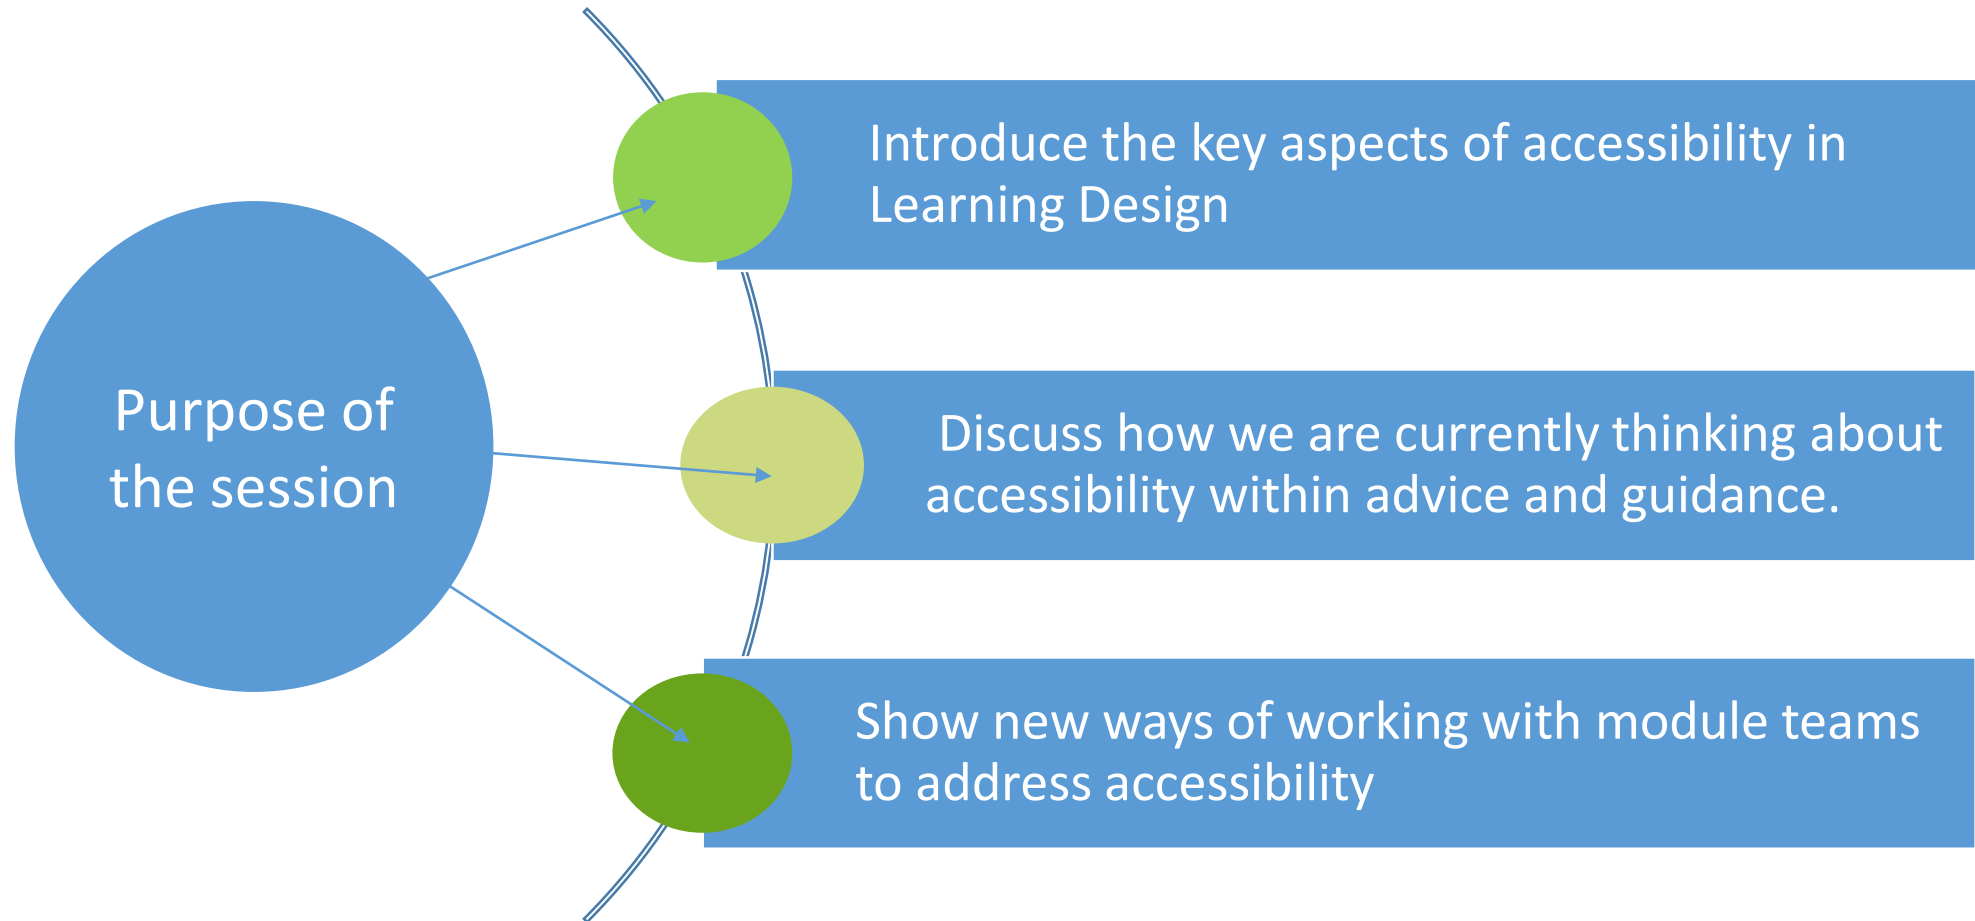 Purpose of
the session
Introduce the key aspects of accessibility in
Learning Design
Discuss how we are currently thinking about
accessibility within advice and guidance.
Show new ways of working with module teams
to address accessibility